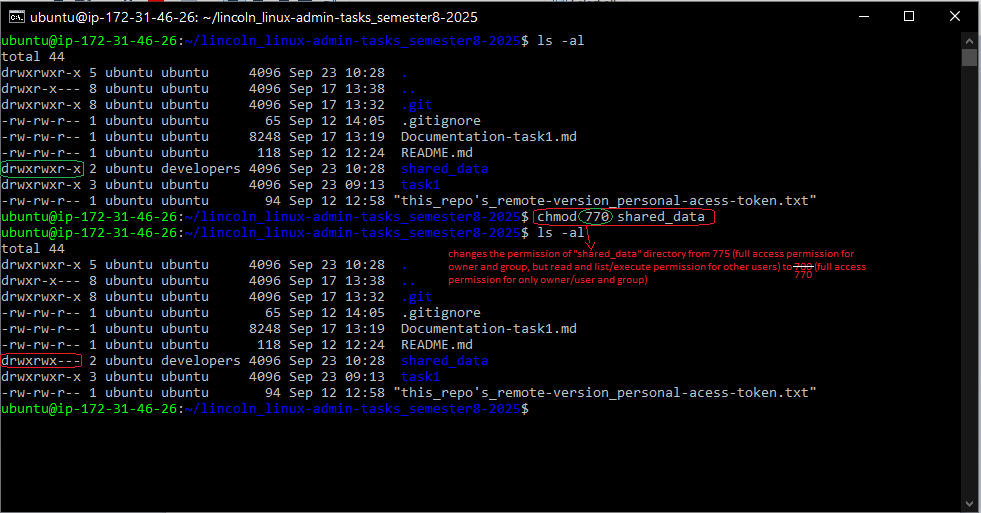 ubuntu@ip-172-31-46-26: ~/lincoln_linux-admin-tasks_semester8-2025
ubuntu@ip-172-31-46-26:~/lincoln_linux-admin-tasks_semester8-2025$ ls -al
total 44
drwxrwxr-x 5 ubuntu ubuntu     4096 Sep 23 10:28 .
drwxr-x--- 8 ubuntu ubuntu     4096 Sep 17 13:38 ..
drwxrwxr-x 8 ubuntu ubuntu     4096 Sep 17 13:32 .git
-rw-rw-r-- 1 ubuntu ubuntu       65 Sep 12 14:05 .gitignore
-rw-rw-r-- 1 ubuntu ubuntu     8248 Sep 17 13:19 Documentation-task1.md
-rw-rw-r-- 1 ubuntu ubuntu      118 Sep 12 12:24 README.md
drwxrwxr-x 2 ubuntu developers 4096 Sep 23 10:28 shared_data
drwxrwxr-x 3 ubuntu ubuntu     4096 Sep 23 09:13 task1
-rw-rw-r-- 1 ubuntu ubuntu       94 Sep 12 12:58 "this_repo's_remote-version_personal-acess-token.txt"
ubuntu@ip-172-31-46-26:~/lincoln_linux-admin-tasks_semester8-2025$ chmod 770 shared_data
ubuntu@ip-172-31-46-26:~/lincoln_linux-admin-tasks_semester8-2025$ ls -al
total 44
changes the permission of "shared_data" directory from 775 (full access permission for
owner and group, but read and list/execute permission for other users) to 700 (full access
770
permission for only owner/user and group)
drwxrwxr-x 5 ubuntu ubuntu     4096 Sep 23 10:28 .
drwxr-x--- 8 ubuntu ubuntu     4096 Sep 17 13:38 ..
drwxrwxr-x 8 ubuntu ubuntu     4096 Sep 17 13:32 .git
-rw-rw-r-- 1 ubuntu ubuntu       65 Sep 12 14:05 .gitignore
-rw-rw-r-- 1 ubuntu ubuntu     8248 Sep 17 13:19 Documentation-task1.md
-rw-rw-r-- 1 ubuntu ubuntu      118 Sep 12 12:24 README.md
drwxrwx--- 2 ubuntu developers 4096 Sep 23 10:28 shared_data
drwxrwxr-x 3 ubuntu ubuntu     4096 Sep 23 09:13 task1
-rw-rw-r-- 1 ubuntu ubuntu       94 Sep 12 12:58 "this_repo's_remote-version_personal-acess-token.txt"
ubuntu@ip-172-31-46-26:~/lincoln_linux-admin-tasks_semester8-2025$